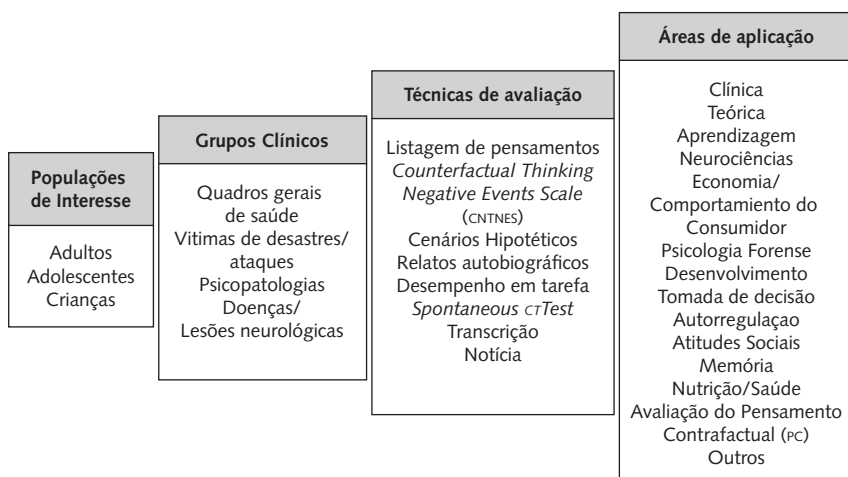 Populações
de Interesse
Adultos
Adolescentes
Crianças
Grupos Clínicos
Quadros gerais
de saúde
Vitimas de desastres/
ataques
Psicopatologias
Doenças/
Lesões neurológicas
Técnicas de avaliação
Listagem de pensamentos
Counterfactual Thinking
Negative Events Scale
(CNTNES)
Cenários Hipotéticos
Relatos autobiográficos
Desempenho em tarefa
Spontaneous CTTest
Transcrição
Notícia
Áreas de aplicação
Clínica
Teórica
Aprendizagem
Neurociências
Economia/
Comportamiento do
Consumidor
Psicologia Forense
Desenvolvimento
Tomada de decisão
Autorregulaçao
Atitudes Sociais
Memória
Nutrição/Saúde
Avaliação do Pensamento
Contrafactual (PC)
Outros